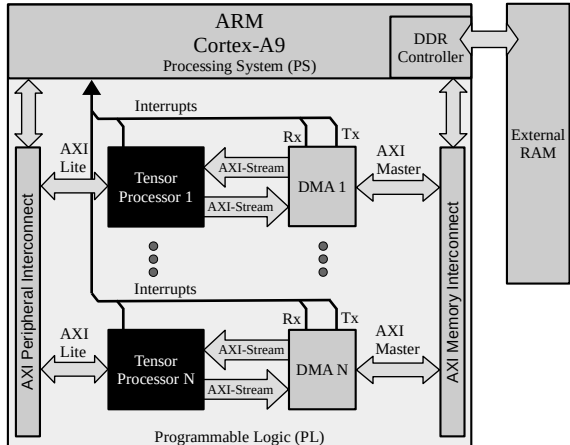 ARM
Cortex-A9
Processing System (PS)
DDR
Controller
External
RAM
Interrupts
Rx
Tx
AXI
Lite
Tensor
Processor 1
AXI-Stream
AXI-Stream
DMA 1
AXI
Master
AXI Peripheral Interconnect
AXI Memory Interconnect
Interrupts
Rx
Tx
AXI
Lite
Tensor
Processor N
AXI-Stream
AXI-Stream
DMA N
AXI
Master
Programmable Logic (PL)